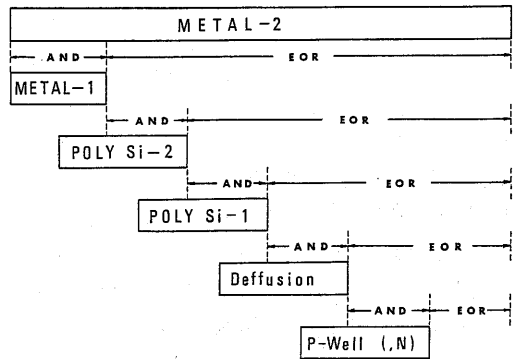 METAL-2
AND EOR
METAL-1
AND EOR
POLY Si-2
AND EOR
POLY Si-1
AND EOR
Deffusion
AND EOR
P-Well (,N)